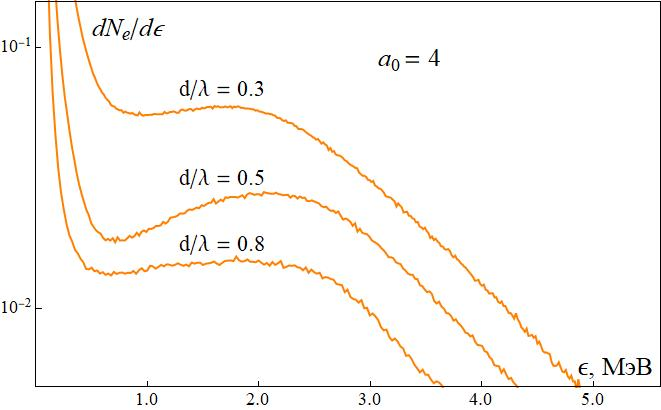 dNₑ/dϵ
10⁻¹
a₀ = 4
d/λ = 0.3
d/λ = 0.5
d/λ = 0.8
10⁻²
ϵ, МэВ
1.0 2.0 3.0 4.0 5.0